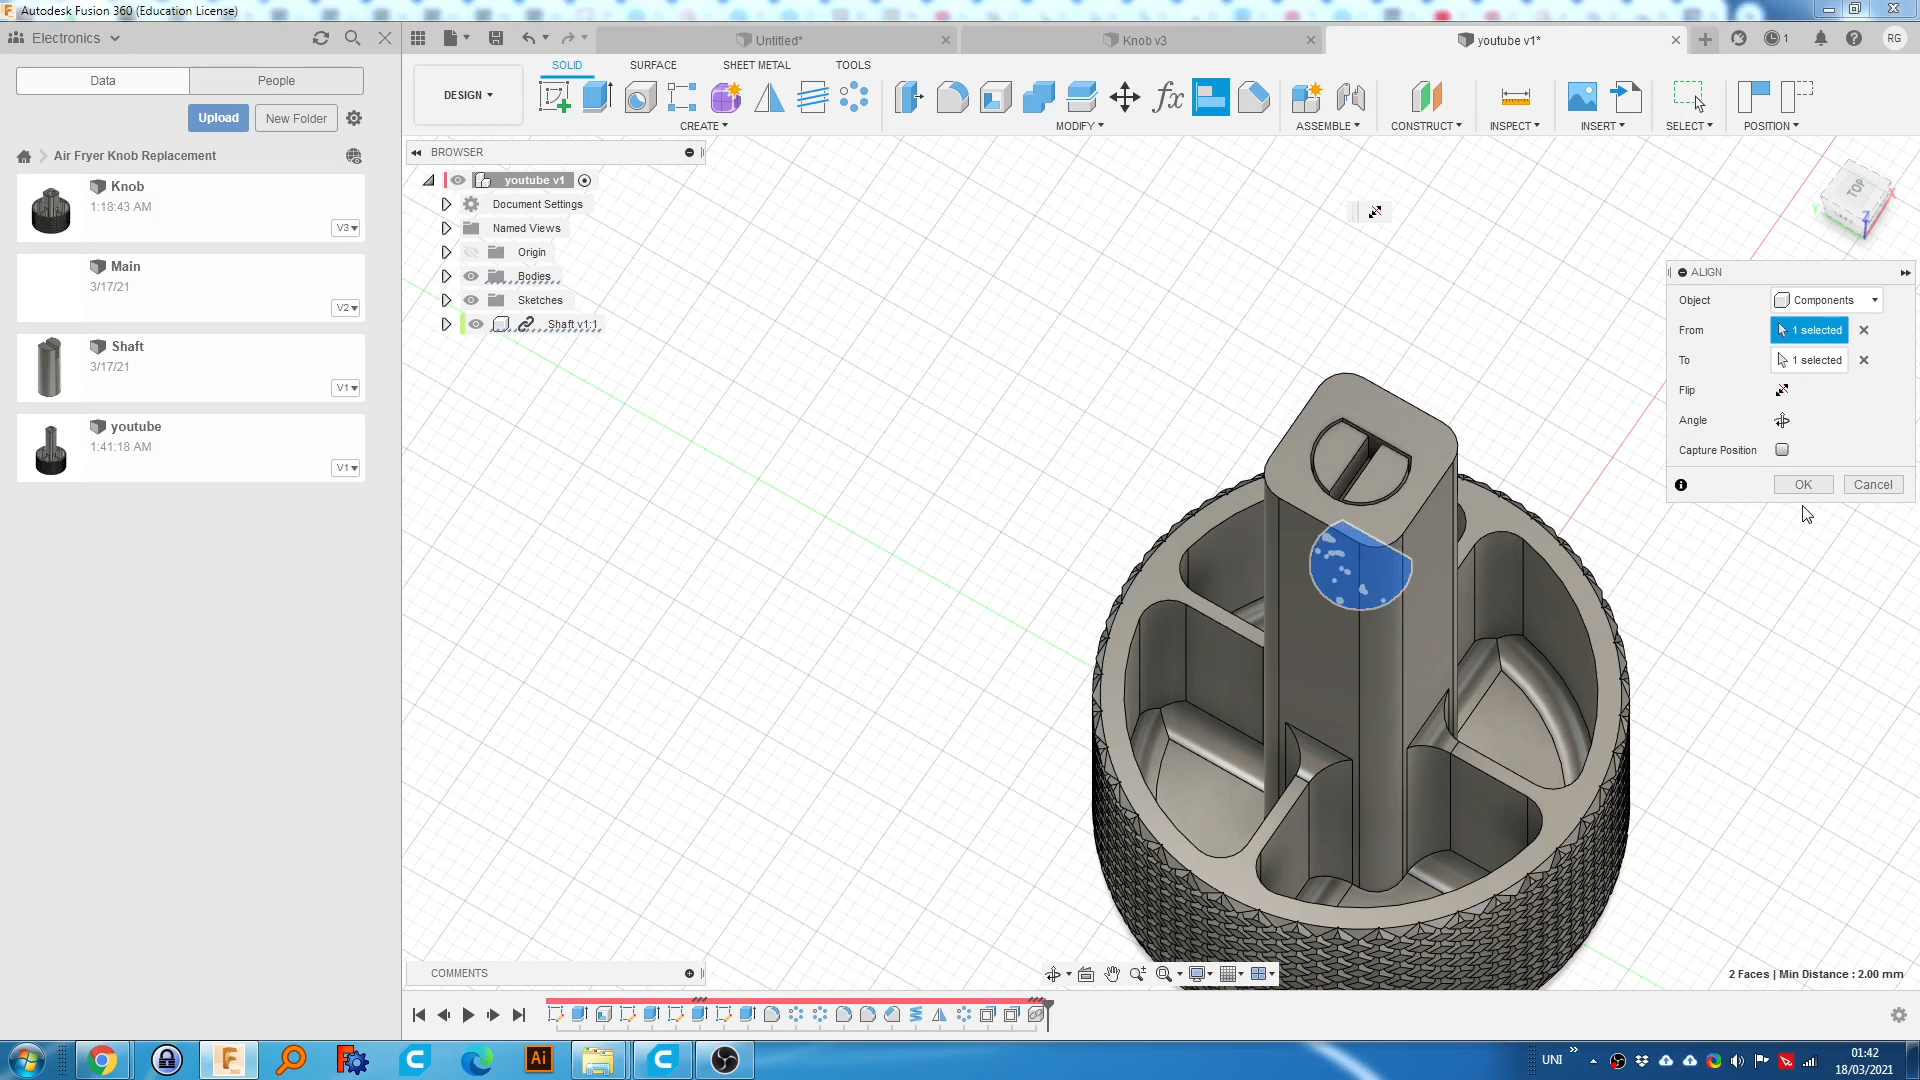 Autodesk Fusion 360 (Education License)
Electronics
Untitled*
Knob v3
youtube v1*
1
RG
Data
People
SOLID
SURFACE
SHEET METAL
TOOLS
DESIGN
Upload
New Folder
CREATE
MODIFY
ASSEMBLE
CONSTRUCT
INSPECT
INSERT
SELECT
POSITION
Air Fryer Knob Replacement
BROWSER
Knob
1:18:43 AM
V3
Main
3/17/21
V2
Shaft
3/17/21
V1
youtube
1:41:18 AM
V1
youtube v1
Document Settings
Named Views
Origin
Bodies
Sketches
Shaft v1:1
TOP
ALIGN
Object
Components
From
1 selected
To
1 selected
Flip
Angle
Capture Position
OK
Cancel
COMMENTS
2 Faces | Min Distance : 2.00 mm
Ai
UNI
01:42
18/03/2021